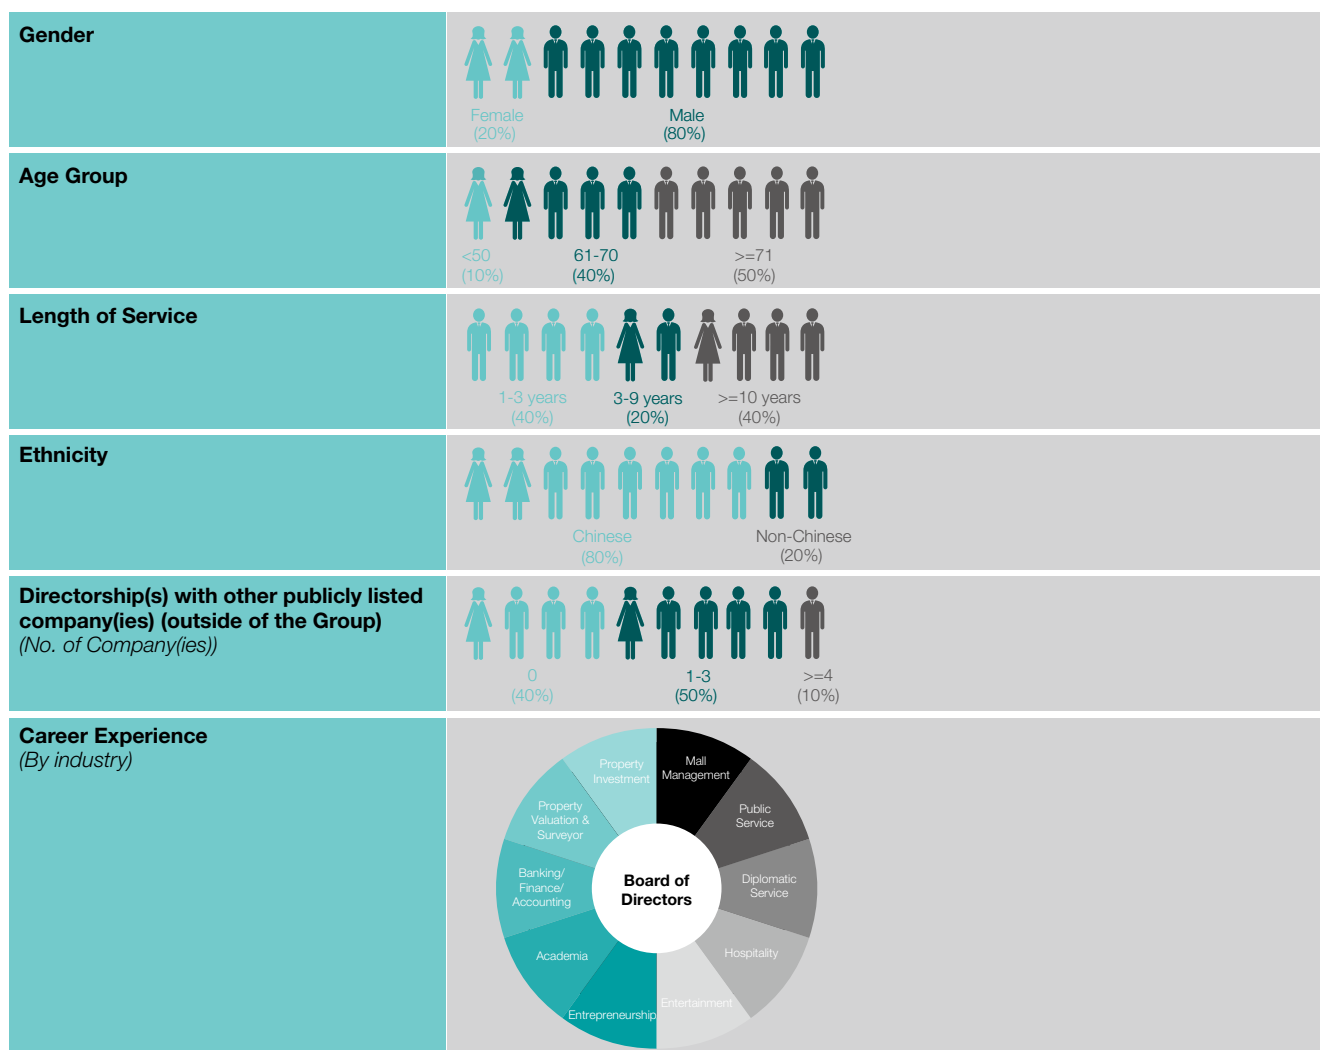 Gender
Female
(20%)
Male
(80%)
Age Group
<50
(10%)
61-70
(40%)
>=71
(50%)
Length of Service
1-3 years
(40%)
3-9 years
(20%)
>=10 years
(40%)
Ethnicity
Chinese
(80%)
Non-Chinese
(20%)
Directorship(s) with other publicly listed
company(ies) (outside of the Group)
(No. of Company(ies))
0
(40%)
1-3
(50%)
>=4
(10%)
Career Experience
(By industry)
Mall
Management
Public
Service
Diplomatic
Service
Hospitality
Entertainment
Entrepreneurship
Academia
Banking/
Finance/
Accounting
Property
Valuation &
Surveyor
Property
Investment
Board of
Directors